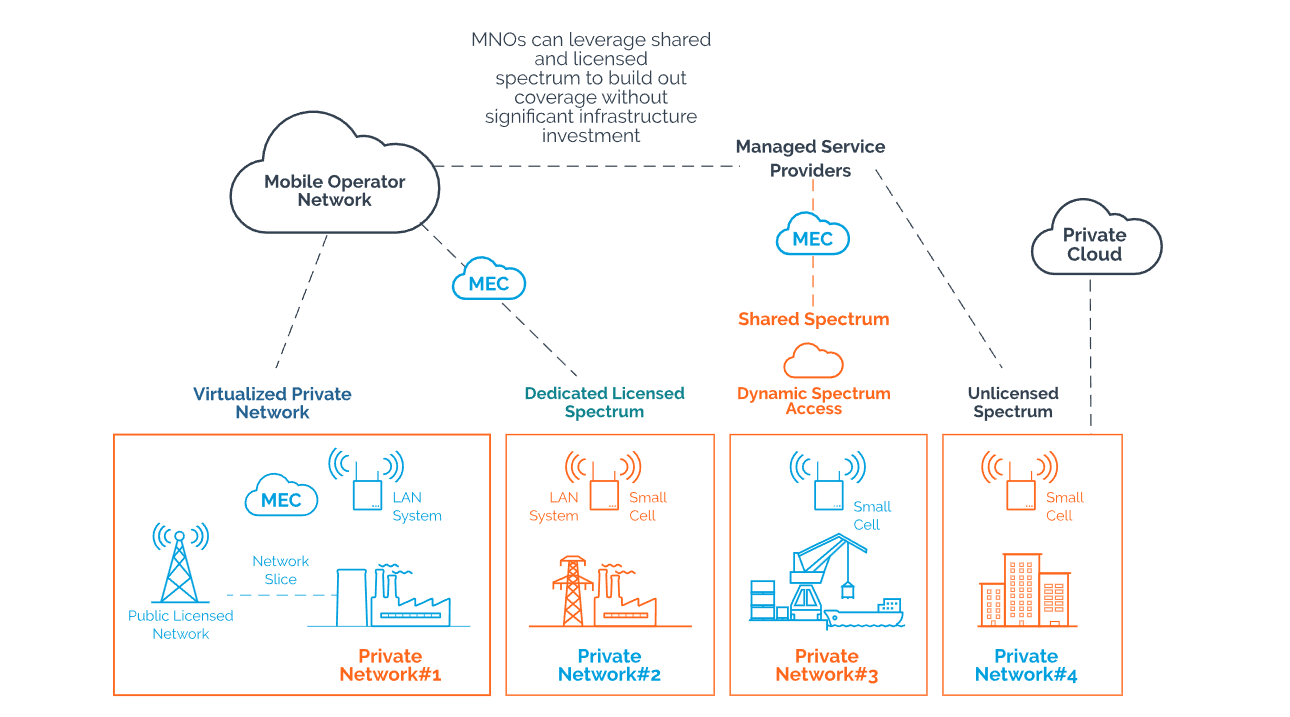 MNOs can leverage shared
and licensed
spectrum to build out
coverage without
significant infrastructure
investment
Mobile Operator
Network
Managed Service
Providers
MEC
Private
Cloud
MEC
Shared Spectrum
Virtualized Private
Network
Dedicated Licensed
Spectrum
Dynamic Spectrum
Access
Unlicensed
Spectrum
MEC
LAN
System
Network
Slice
Public Licensed
Network
Private
Network#1
LAN
System
Small
Cell
Private
Network#2
Small
Cell
Private
Network#3
Small
Cell
Private
Network#4